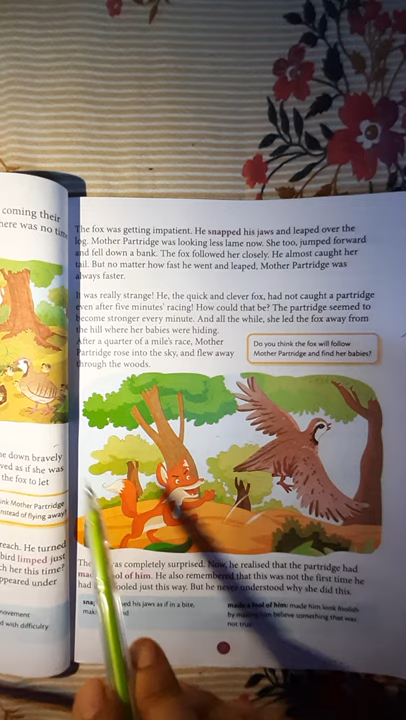 coming their
here was no time
he down bravely
ved as if she was
the fox to let
ink Mother Partridge
nstead of flying away?
reach. He turned
bird limped just
ch her this time?
ppeared under
movement
d with difficulty
The fox was getting impatient. He snapped his jaws and leaped over the
log. Mother Partridge was looking less lame now. She too, jumped forward
and fell down a bank. The fox followed her closely. He almost caught her
tail. But no matter how fast he went and leaped, Mother Partridge was
always faster.
It was really strange! He, the quick and clever fox, had not caught a partridge
even after five minutes' racing! How could that be? The partridge seemed to
become stronger every minute. And all the while, she led the fox away from
the hill where her babies were hiding.
After a quarter of a mile's race, Mother
Partridge rose into the sky, and flew away
through the woods.
Do you think the fox will follow
Mother Partridge and find her babies?
was completely surprised. Now, he realised that the partridge had
of him. He also remembered that this was not the first time he
had fooled just this way. But he never understood why she did this.
his jaws as if in a bite,
made a fool of him: made him look foolish
by making him believe something that was
not true